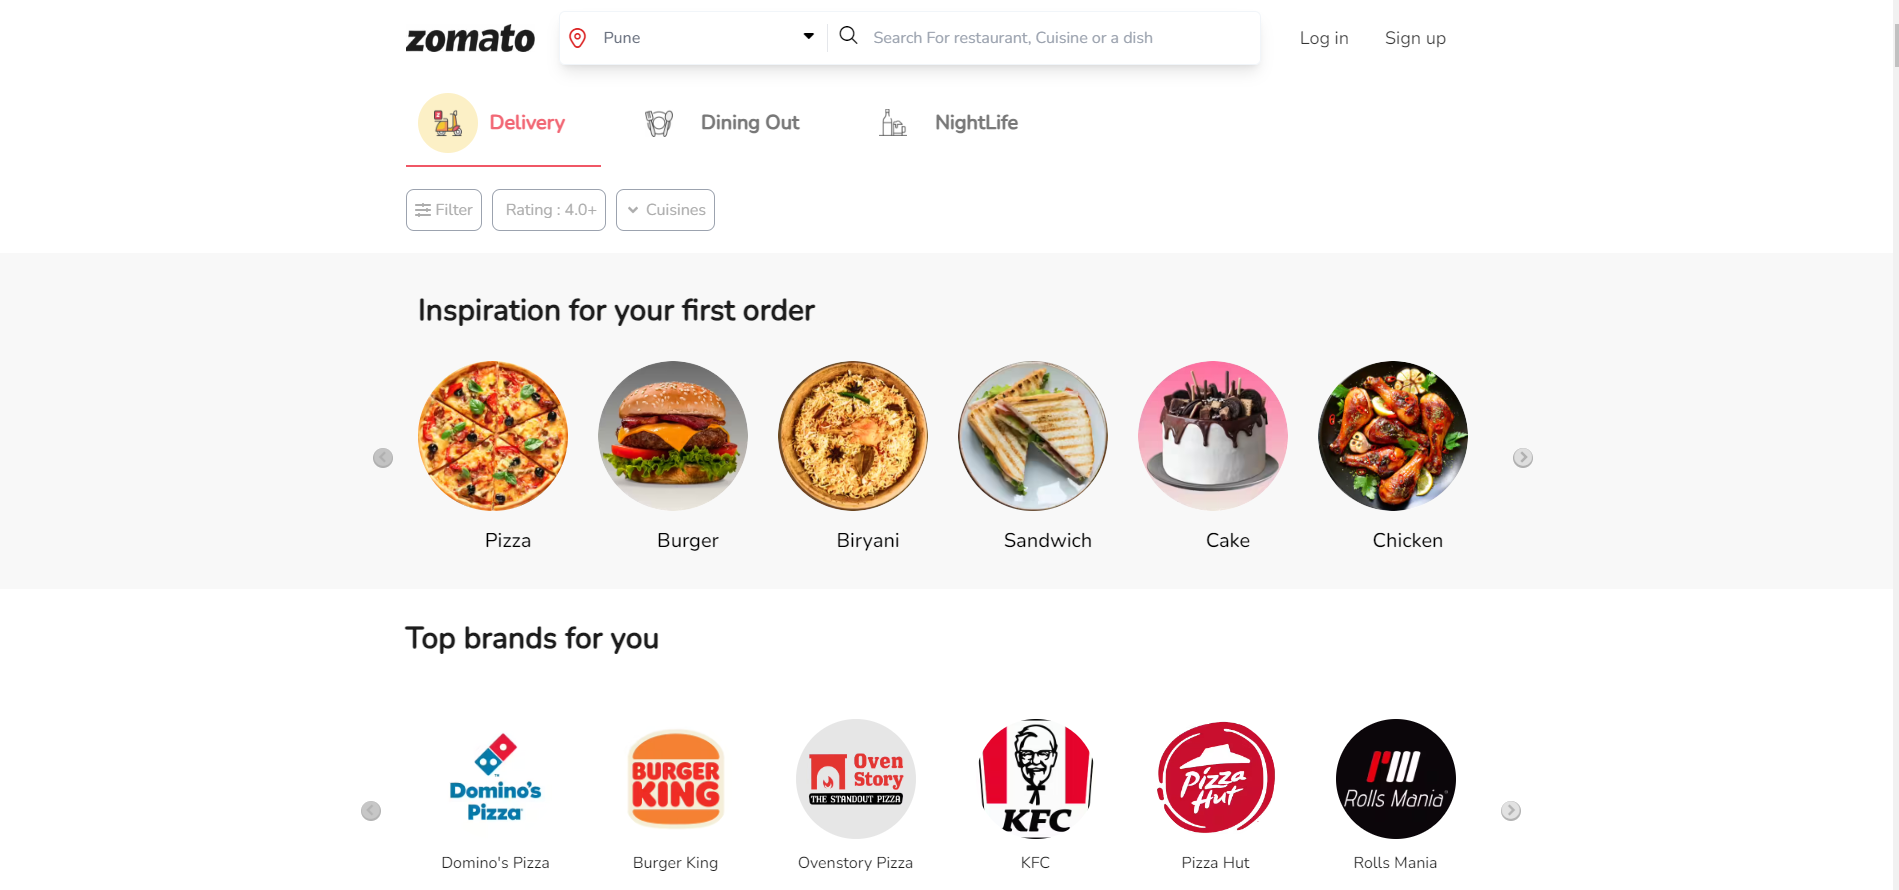 zomato
Pune
Search For restaurant, Cuisine or a dish
Log in
Sign up
Delivery
Dining Out
NightLife
Filter
Rating : 4.0+
Cuisines
Inspiration for your first order
Pizza
Burger
Biryani
Sandwich
Cake
Chicken
Top brands for you
Domino's
Pizza
BURGER
KING
Oven
Story
THE STANDOUT PIZZA
KFC
Pizza
Hut
Rolls Mania
Domino's Pizza
Burger King
Ovenstory Pizza
KFC
Pizza Hut
Rolls Mania